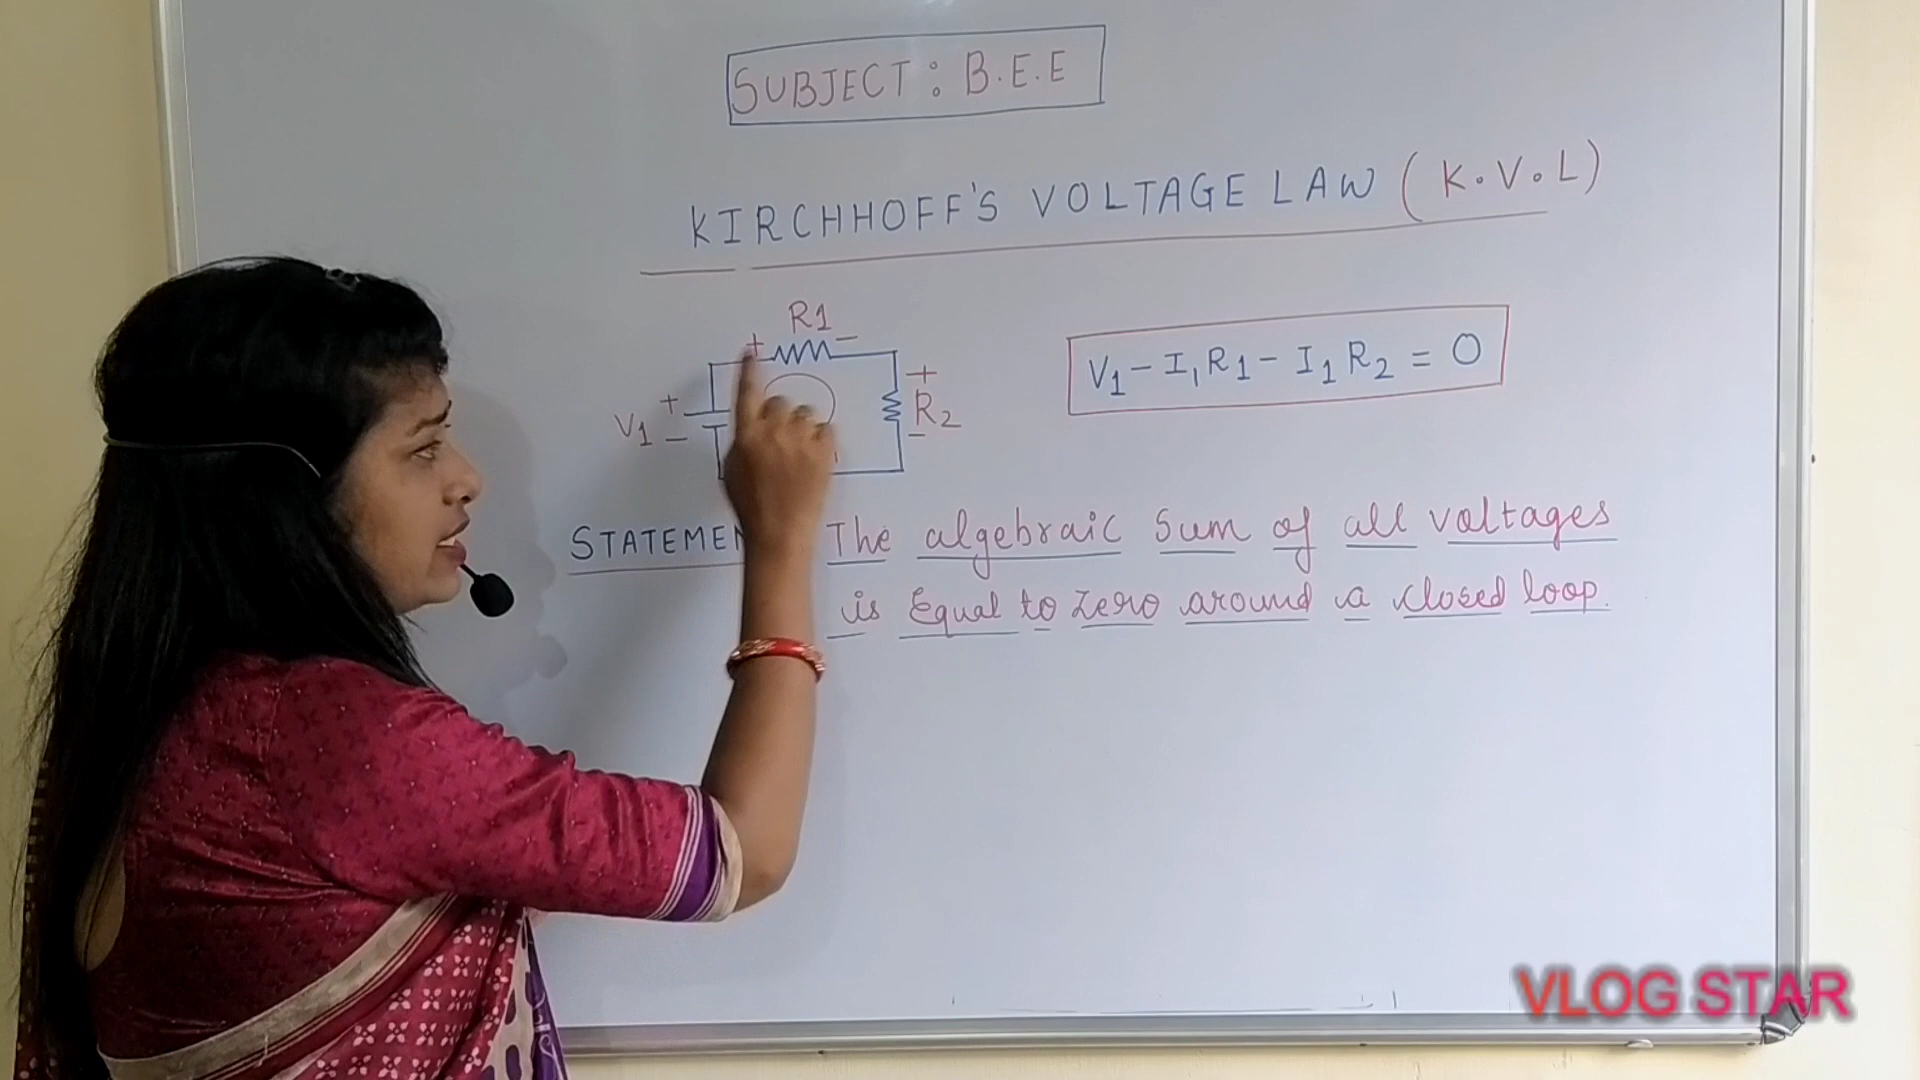 SUBJECT : B.E.E
KIRCHHOFF'S VOLTAGE LAW (K.V.L)
R1
+ −
+
V1 −
+
R2
−
V1 − I1R1 − I1R2 = 0
The algebraic Sum of all voltages
is Equal to zero around a closed loop.
VLOG STAR